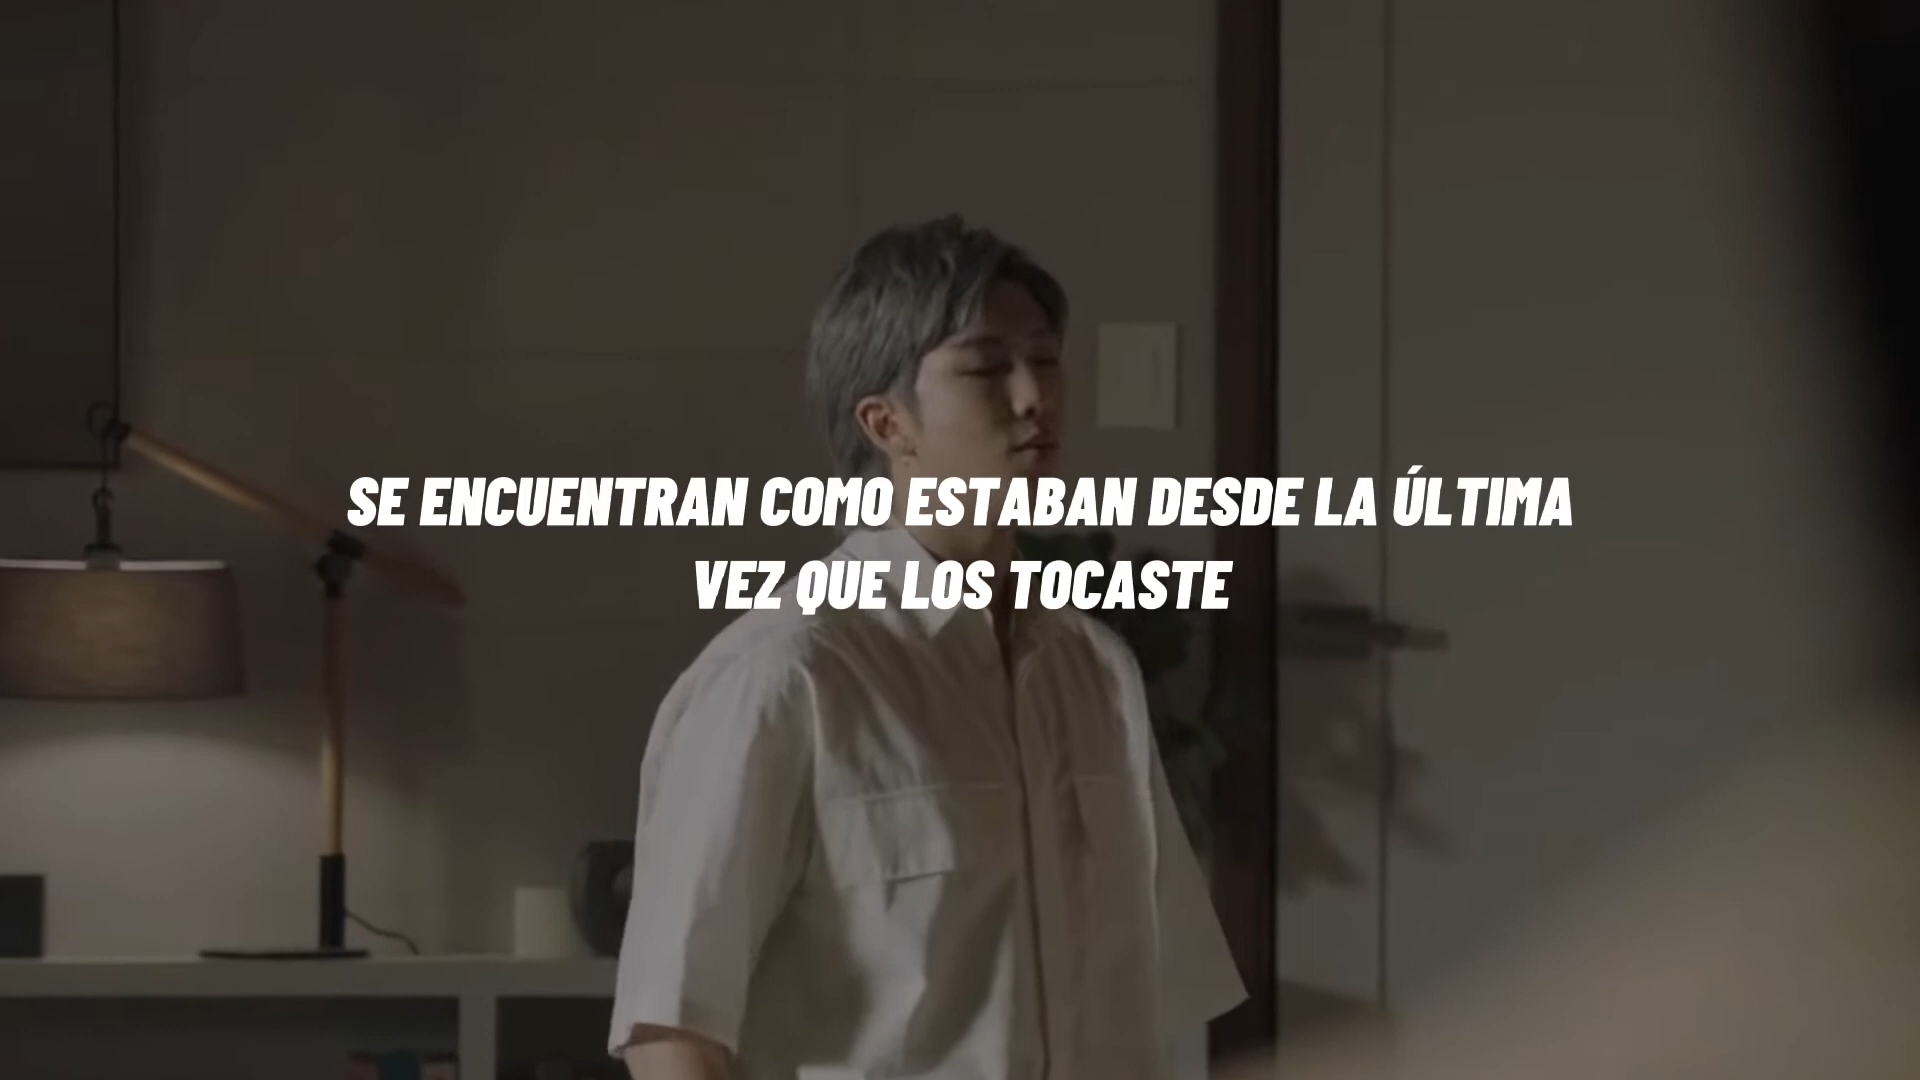 SE ENCUENTRAN COMO ESTABAN DESDE LA ÚLTIMA
VEZ QUE LOS TOCASTE